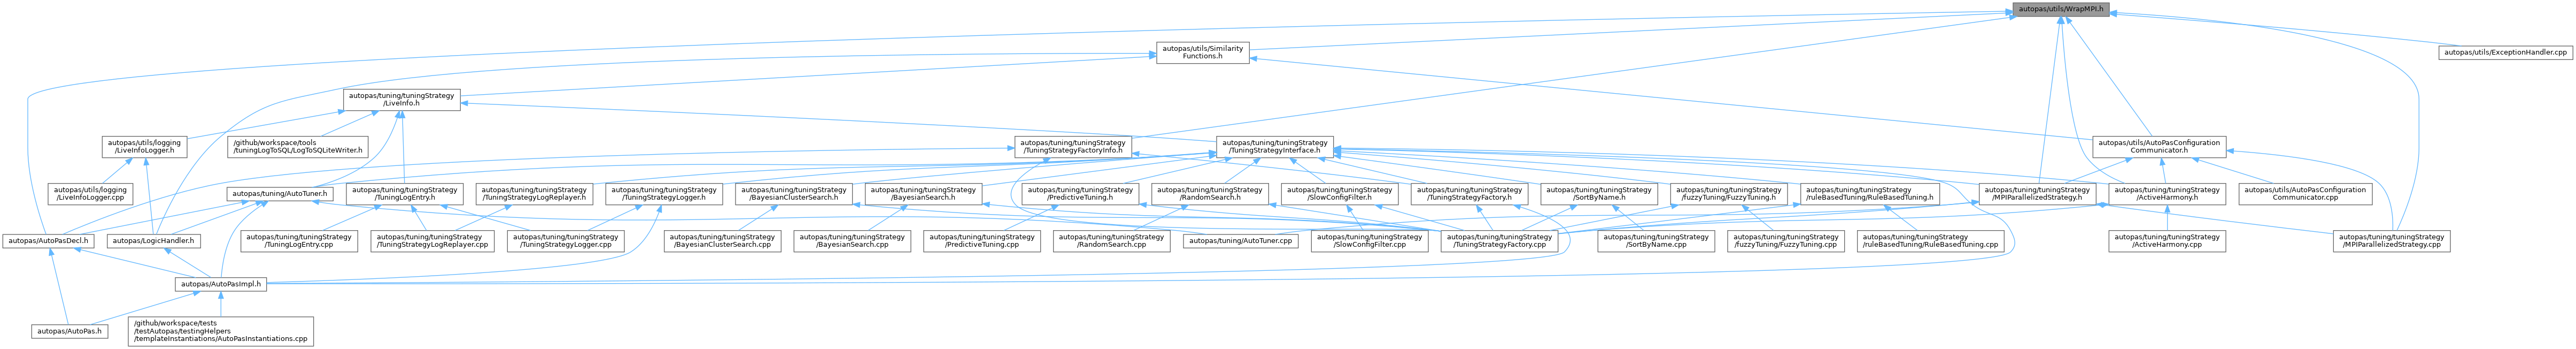 autopas/utils/WrapMPI.h
autopas/utils/Similarity
Functions.h
autopas/utils/ExceptionHandler.cpp
autopas/tuning/tuningStrategy
/LiveInfo.h
autopas/utils/logging
/LiveInfoLogger.h
/github/workspace/tools
/tuningLogToSQL/LogToSQLiteWriter.h
autopas/tuning/tuningStrategy
/TuningStrategyFactoryInfo.h
autopas/tuning/tuningStrategy
/TuningStrategyInterface.h
autopas/utils/AutoPasConfiguration
Communicator.h
autopas/utils/logging
/LiveInfoLogger.cpp
autopas/tuning/AutoTuner.h
autopas/tuning/tuningStrategy
/TuningLogEntry.h
autopas/tuning/tuningStrategy
/TuningStrategyLogReplayer.h
autopas/tuning/tuningStrategy
/TuningStrategyLogger.h
autopas/tuning/tuningStrategy
/BayesianClusterSearch.h
autopas/tuning/tuningStrategy
/BayesianSearch.h
autopas/tuning/tuningStrategy
/PredictiveTuning.h
autopas/tuning/tuningStrategy
/RandomSearch.h
autopas/tuning/tuningStrategy
/SlowConfigFilter.h
autopas/tuning/tuningStrategy
/TuningStrategyFactory.h
autopas/tuning/tuningStrategy
/SortByName.h
autopas/tuning/tuningStrategy
/fuzzyTuning/FuzzyTuning.h
autopas/tuning/tuningStrategy
/ruleBasedTuning/RuleBasedTuning.h
autopas/tuning/tuningStrategy
/MPIParallelizedStrategy.h
autopas/tuning/tuningStrategy
/ActiveHarmony.h
autopas/utils/AutoPasConfiguration
Communicator.cpp
autopas/AutoPasDecl.h
autopas/LogicHandler.h
autopas/tuning/tuningStrategy
/TuningLogEntry.cpp
autopas/tuning/tuningStrategy
/TuningStrategyLogReplayer.cpp
autopas/tuning/tuningStrategy
/TuningStrategyLogger.cpp
autopas/tuning/tuningStrategy
/BayesianClusterSearch.cpp
autopas/tuning/tuningStrategy
/BayesianSearch.cpp
autopas/tuning/tuningStrategy
/PredictiveTuning.cpp
autopas/tuning/tuningStrategy
/RandomSearch.cpp
autopas/tuning/AutoTuner.cpp
autopas/tuning/tuningStrategy
/SlowConfigFilter.cpp
autopas/tuning/tuningStrategy
/TuningStrategyFactory.cpp
autopas/tuning/tuningStrategy
/SortByName.cpp
autopas/tuning/tuningStrategy
/fuzzyTuning/FuzzyTuning.cpp
autopas/tuning/tuningStrategy
/ruleBasedTuning/RuleBasedTuning.cpp
autopas/tuning/tuningStrategy
/ActiveHarmony.cpp
autopas/tuning/tuningStrategy
/MPIParallelizedStrategy.cpp
autopas/AutoPasImpl.h
autopas/AutoPas.h
/github/workspace/tests
/testAutopas/testingHelpers
/templateInstantiations/AutoPasInstantiations.cpp